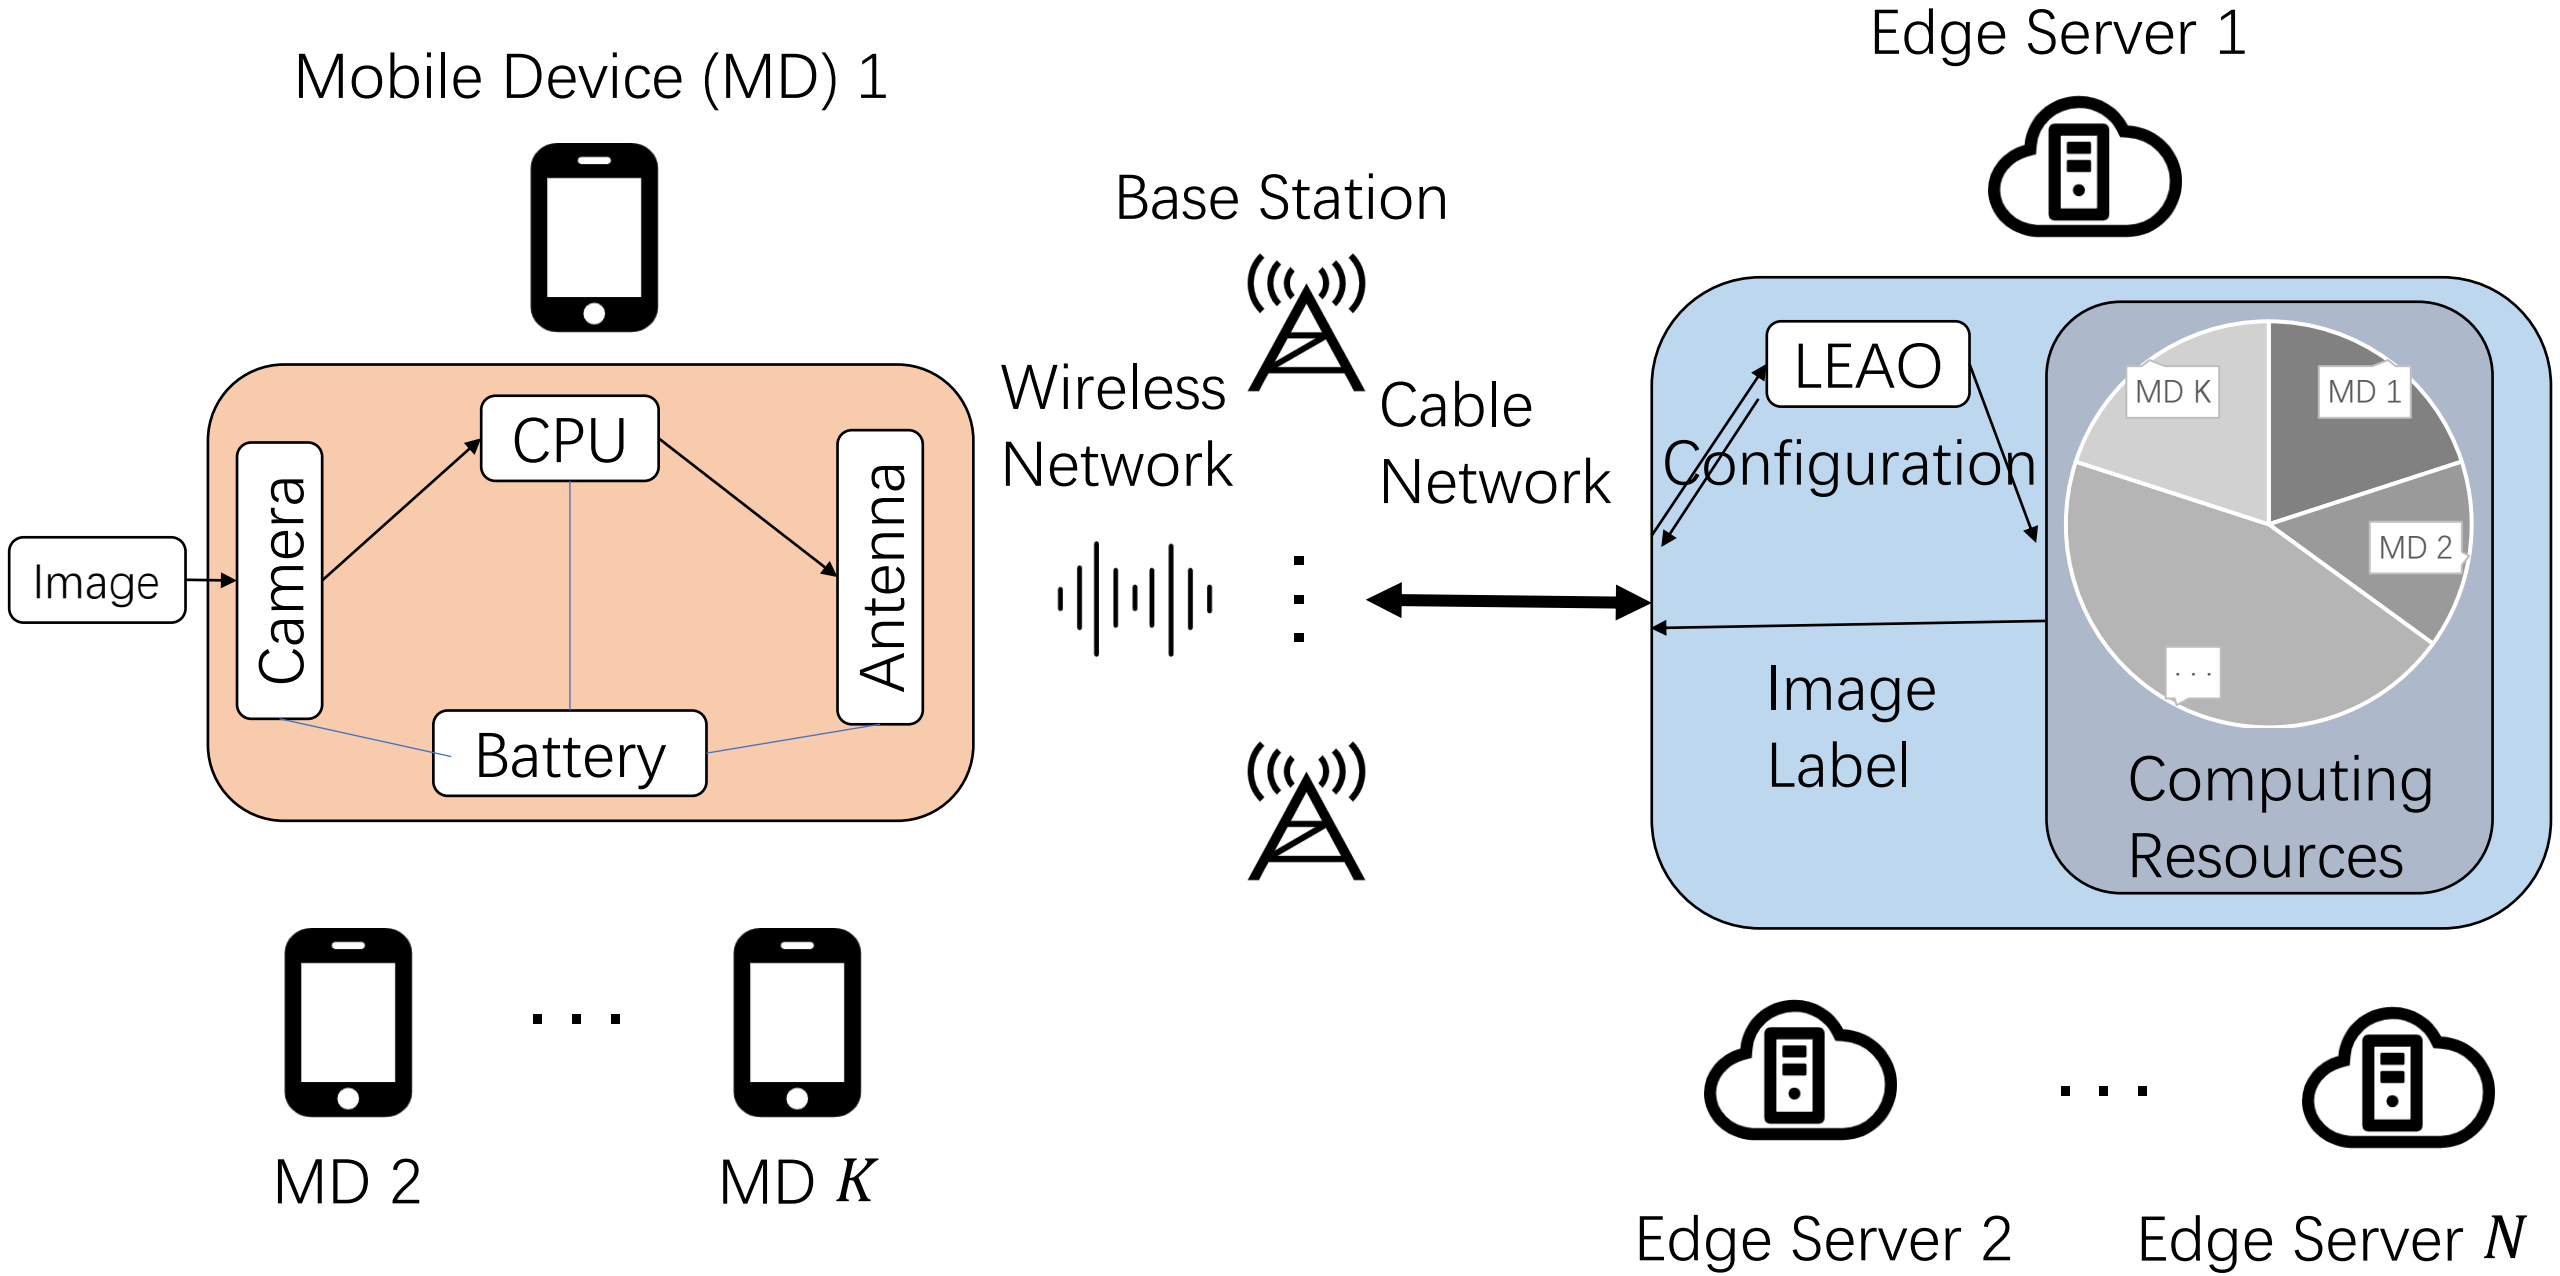 Mobile Device (MD) 1
Edge Server 1
Base Station
Image
Camera
CPU
Antenna
Battery
Wireless
Network
Cable
Network
LEAO
Configuration
Image
Label
MD K
MD 1
MD 2
. . .
Computing
Resources
MD 2
. . .
MD K
Edge Server 2
. . .
Edge Server N